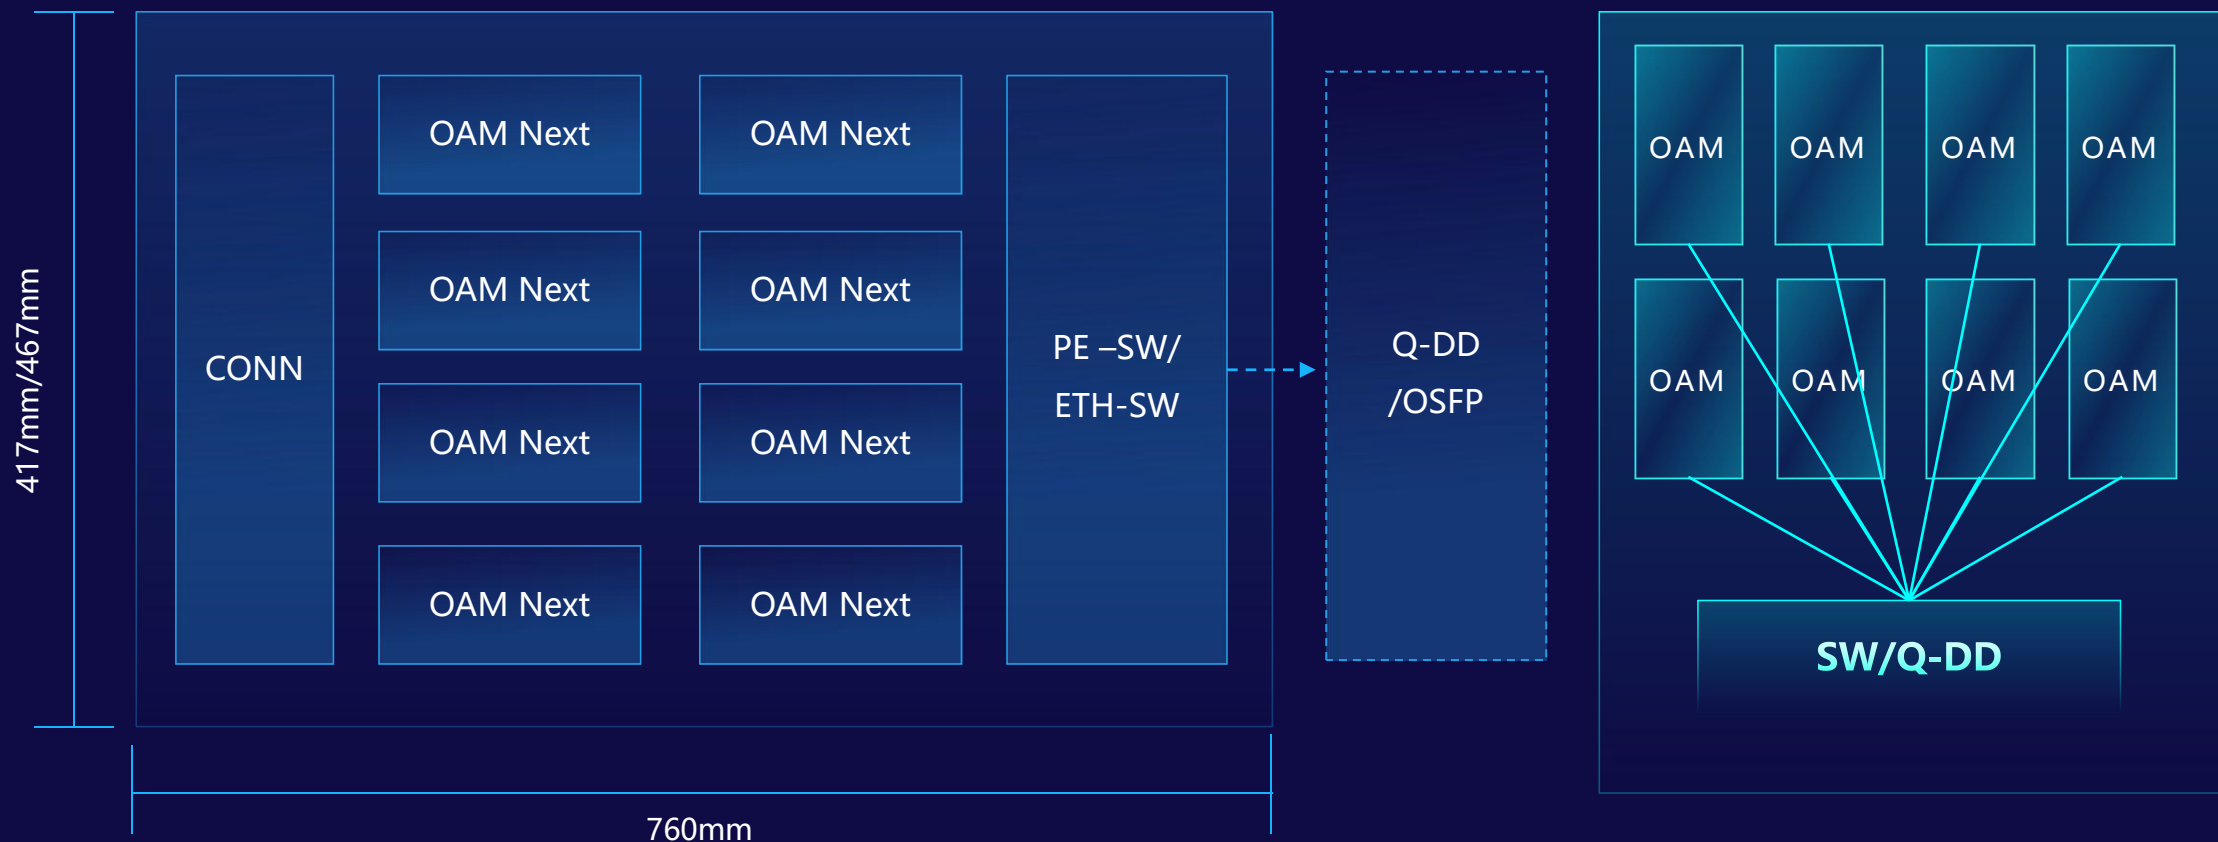 417mm/467mm
CONN
OAM Next
OAM Next
OAM Next
OAM Next
OAM Next
OAM Next
OAM Next
OAM Next
PE –SW/
ETH-SW
Q-DD
/OSFP
760mm
OAM
OAM
OAM
OAM
OAM
OAM
OAM
OAM
SW/Q-DD